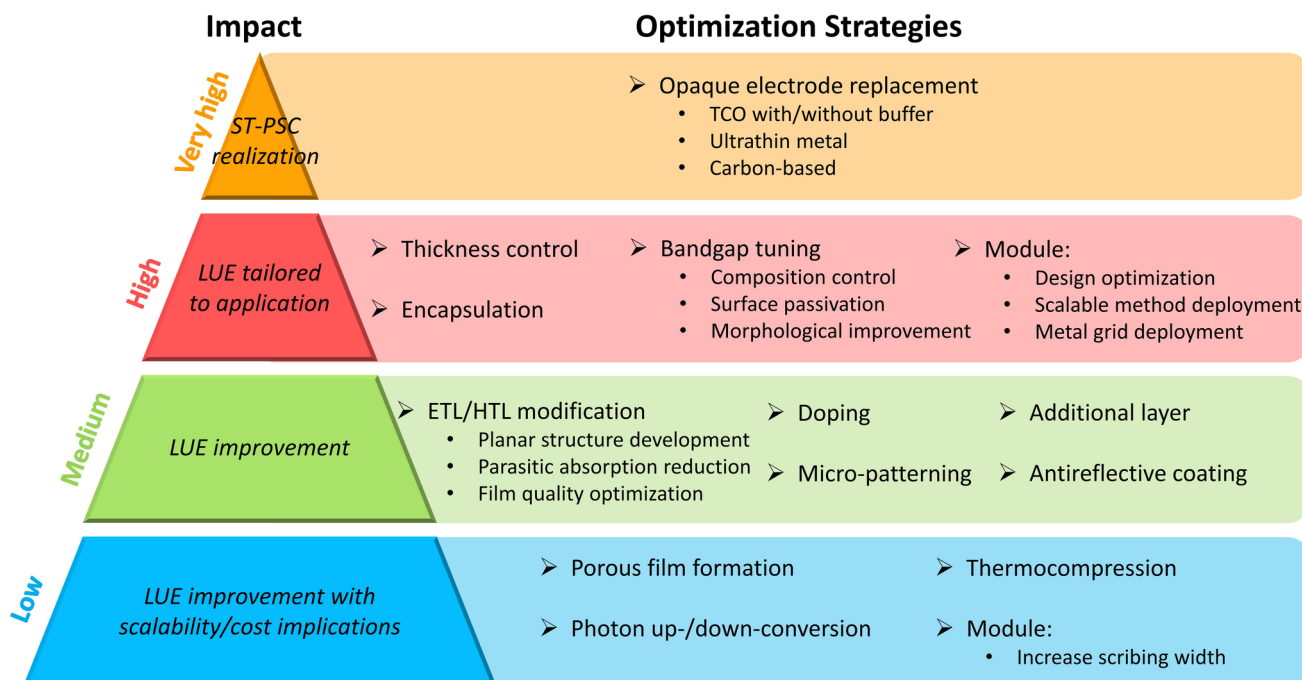 Impact
Optimization Strategies
Very high
ST-PSC
realization
➢ Opaque electrode replacement
• TCO with/without buffer
• Ultrathin metal
• Carbon-based
High
LUE tailored
to application
➢ Thickness control
➢ Encapsulation
➢ Bandgap tuning
• Composition control
• Surface passivation
• Morphological improvement
➢ Module:
• Design optimization
• Scalable method deployment
• Metal grid deployment
Medium
LUE improvement
➢ ETL/HTL modification
• Planar structure development
• Parasitic absorption reduction
• Film quality optimization
➢ Doping
➢ Micro-patterning
➢ Additional layer
➢ Antireflective coating
Low
LUE improvement with
scalability/cost implications
➢ Porous film formation
➢ Photon up-/down-conversion
➢ Thermocompression
➢ Module:
• Increase scribing width